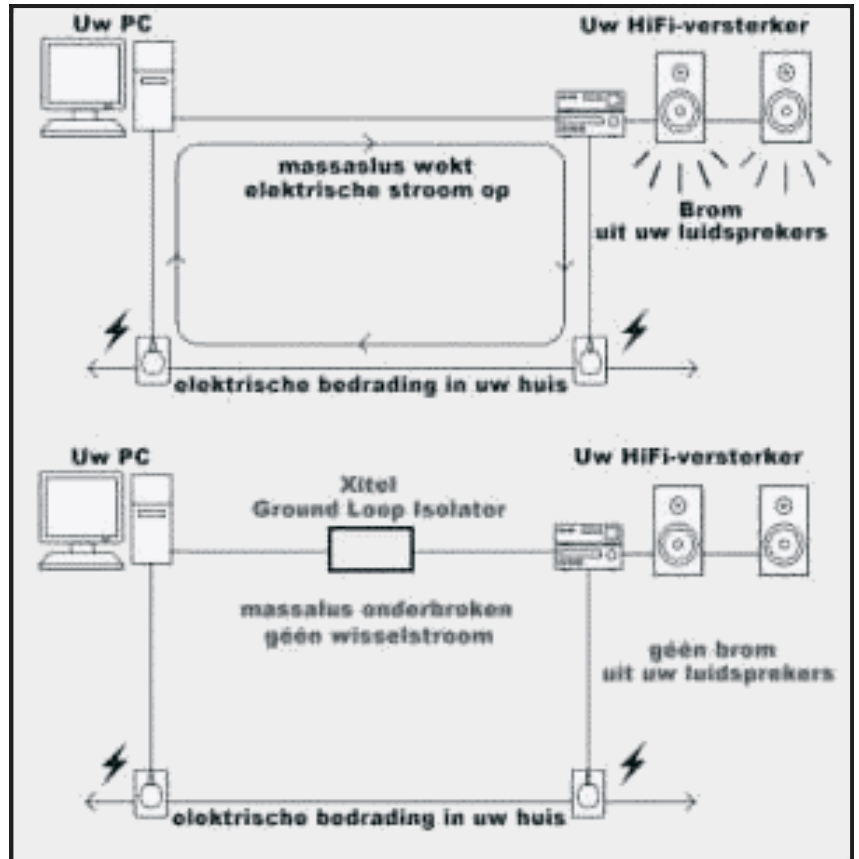 Uw PC
Uw HiFi-versterker
massaslus wekt
elektrische stroom op
Brom
uit uw luidsprekers
elektrische bedrading in uw huis
Uw PC
Uw HiFi-versterker
Xitel
Ground Loop Isolator
massalus onderbroken
géén wisselstroom
géén brom
uit uw luidsprekers
elektrische bedrading in uw huis